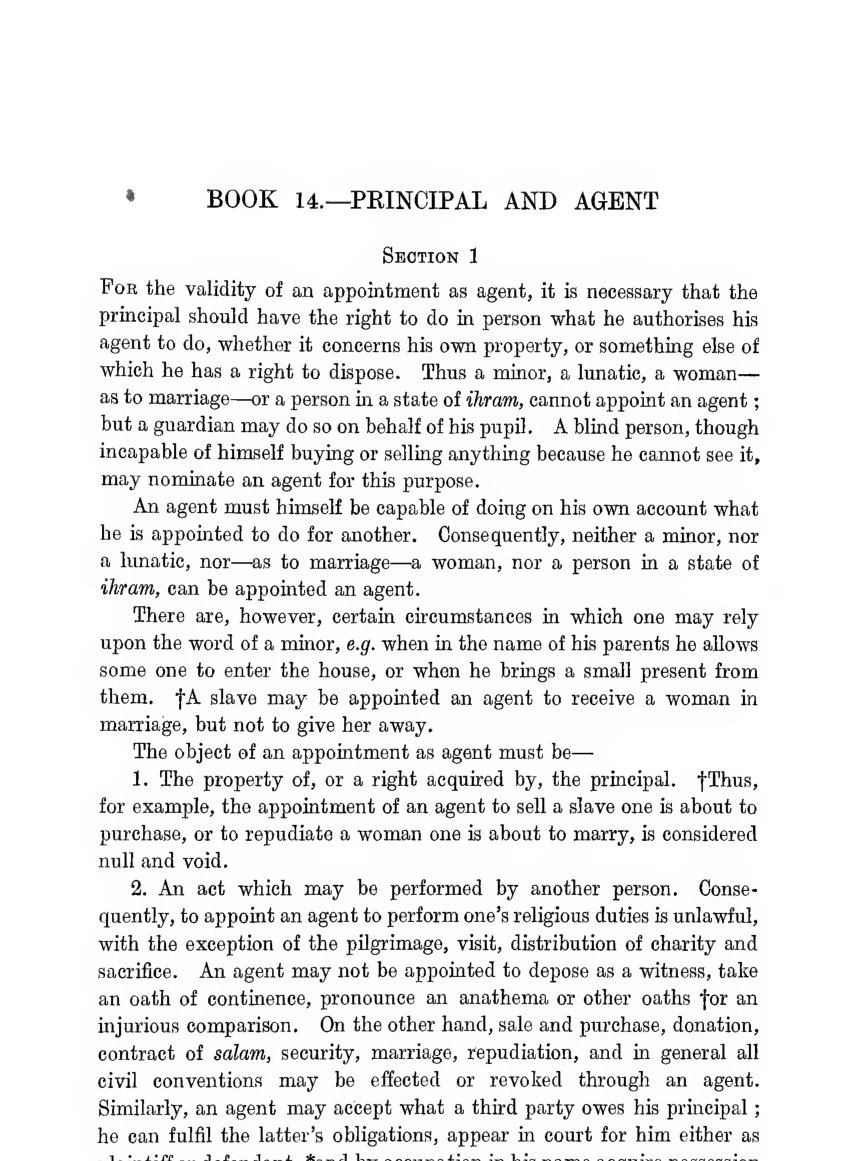 BOOK 14.—PRINCIPAL AND AGENT
SECTION 1
FOR the validity of an appointment as agent, it is necessary that the
principal should have the right to do in person what he authorises his
agent to do, whether it concerns his own property, or something else of
which he has a right to dispose. Thus a minor, a lunatic, a woman—
as to marriage—or a person in a state of ihram, cannot appoint an agent ;
but a guardian may do so on behalf of his pupil. A blind person, though
incapable of himself buying or selling anything because he cannot see it,
may nominate an agent for this purpose.
An agent must himself be capable of doing on his own account what
he is appointed to do for another. Consequently, neither a minor, nor
a lunatic, nor—as to marriage—a woman, nor a person in a state of
ihram, can be appointed an agent.
There are, however, certain circumstances in which one may rely
upon the word of a minor, e.g. when in the name of his parents he allows
some one to enter the house, or when he brings a small present from
them. †A slave may be appointed an agent to receive a woman in
marriage, but not to give her away.
The object of an appointment as agent must be—
1. The property of, or a right acquired by, the principal. †Thus,
for example, the appointment of an agent to sell a slave one is about to
purchase, or to repudiate a woman one is about to marry, is considered
null and void.
2. An act which may be performed by another person. Conse-
quently, to appoint an agent to perform one's religious duties is unlawful,
with the exception of the pilgrimage, visit, distribution of charity and
sacrifice. An agent may not be appointed to depose as a witness, take
an oath of continence, pronounce an anathema or other oaths †or an
injurious comparison. On the other hand, sale and purchase, donation,
contract of salam, security, marriage, repudiation, and in general all
civil conventions may be effected or revoked through an agent.
Similarly, an agent may accept what a third party owes his principal ;
he can fulfil the latter's obligations, appear in court for him either as
plaintiff or defendant, *and by occupation in his name acquire possession